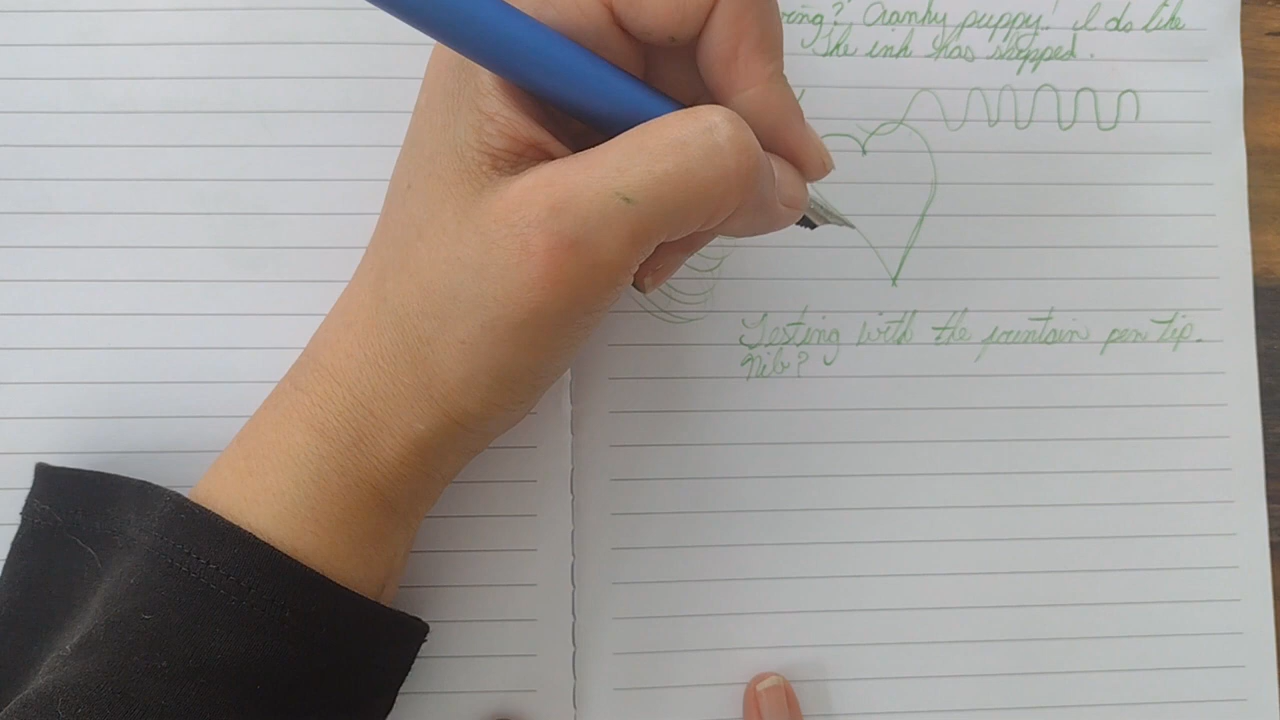 Cranky puppy! I do like
The ink has stopped.
Testing with the fountain pen tip.
Nib?